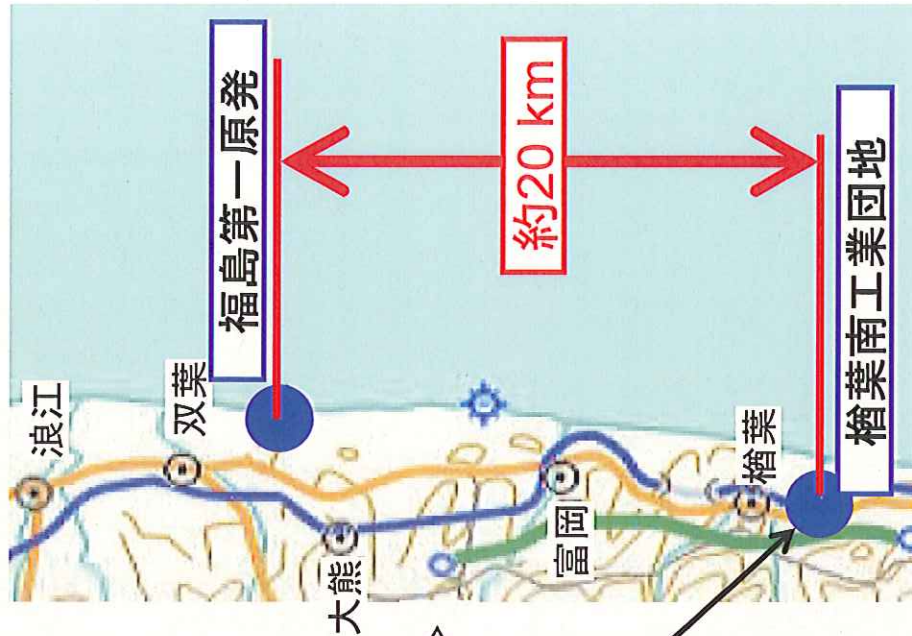 浪江
双葉
福島第一原発
大熊
約20 km
富岡
楢葉
楢葉南工業団地